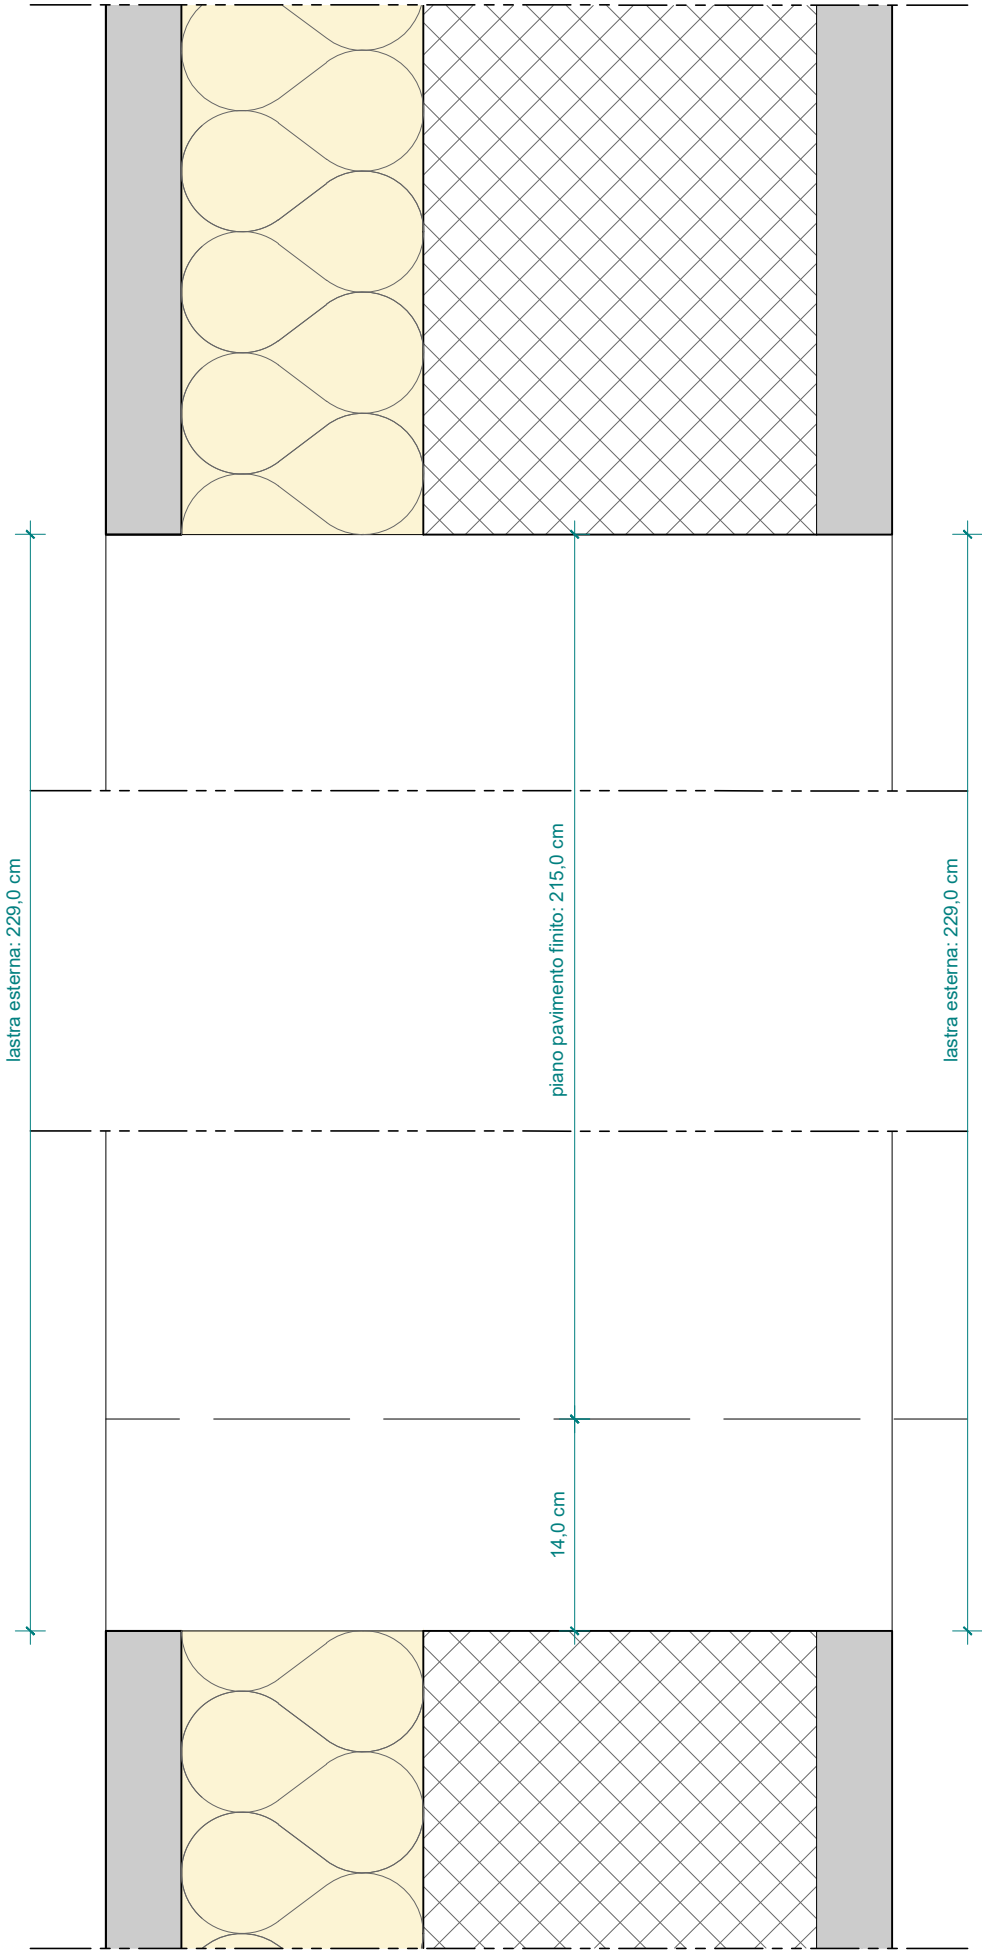 lastra esterna: 229,0 cm
piano pavimento finito: 215,0 cm
14,0 cm
lastra esterna: 229,0 cm